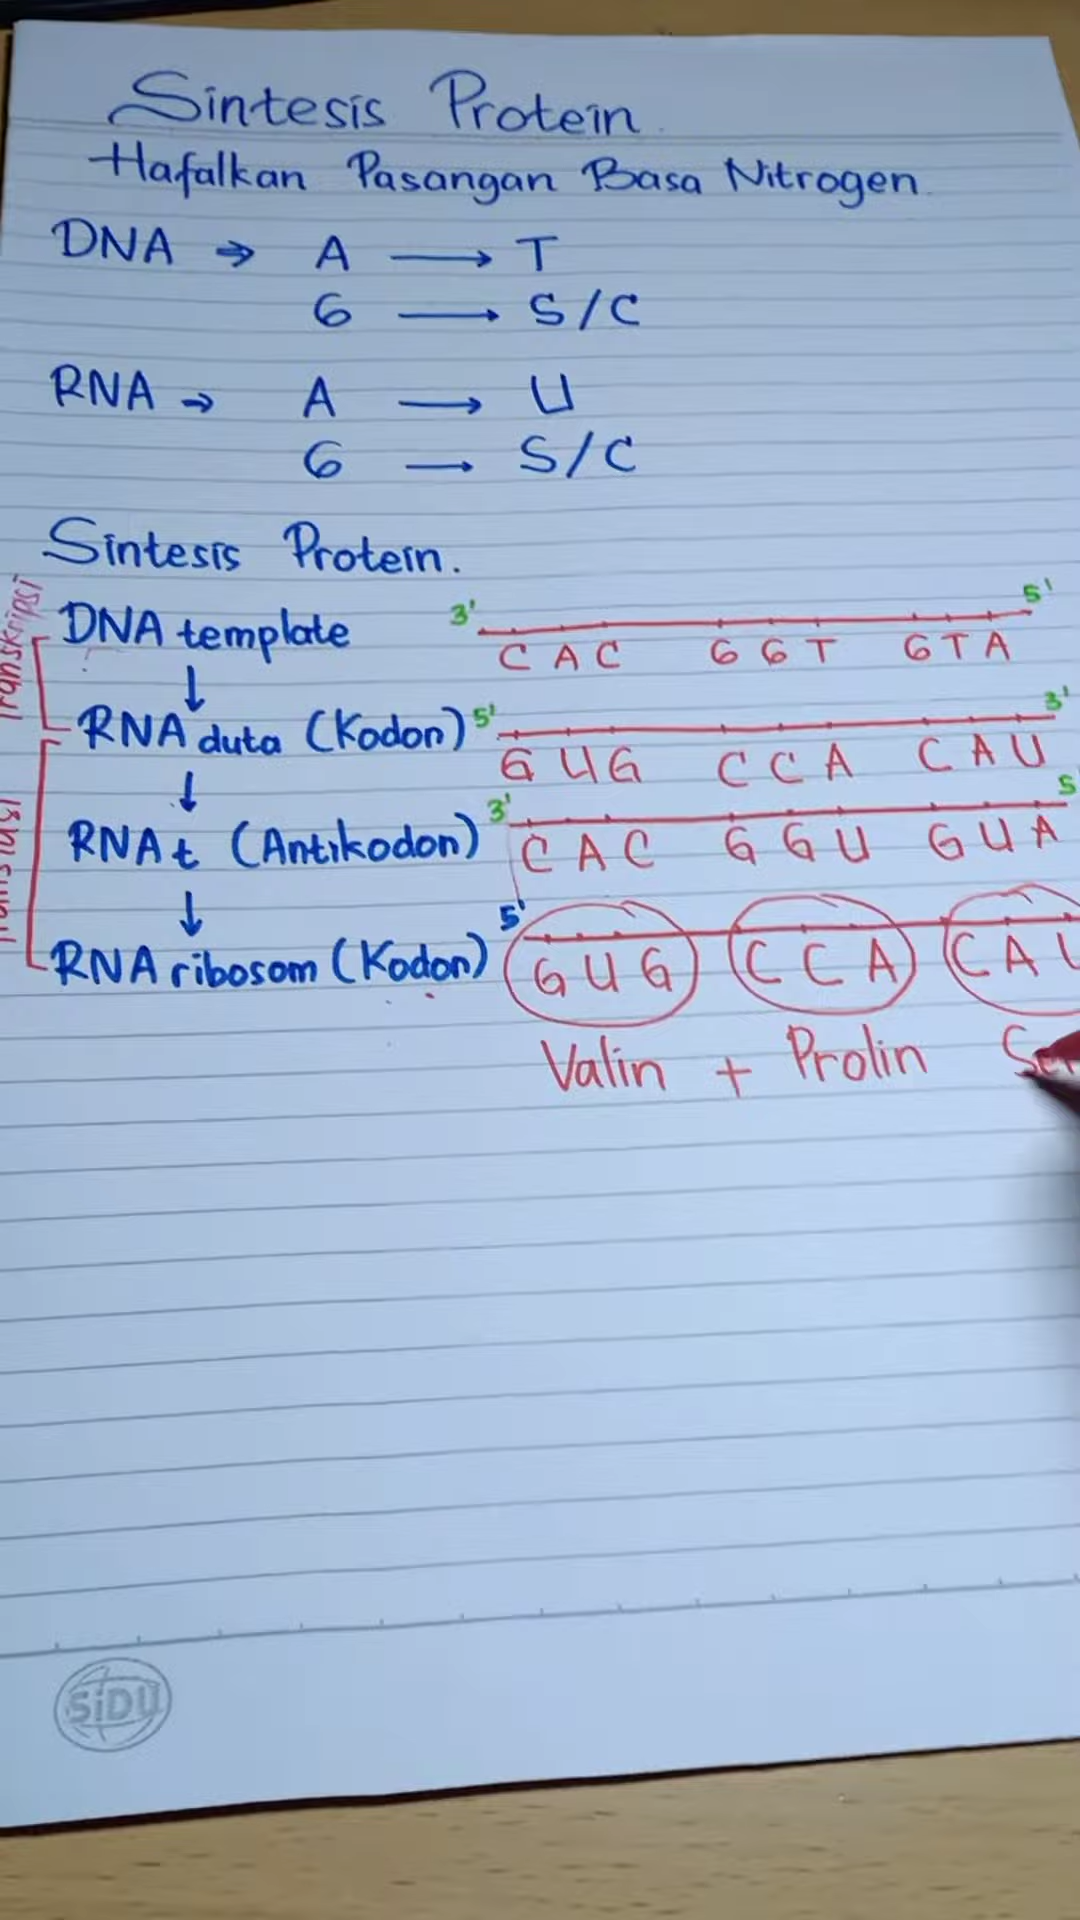 Sintesis Protein
Hafalkan Pasangan Basa Nitrogen
DNA ⇒ A → T
G → S/C
RNA → A → U
G → S/C
Sintesis Protein.
Transkripsi
DNA template 3' 5'
C A C G G T G T A
↓
RNA duta (Kodon) 5' 3'
G U G C C A C A U
↓
Translasi
RNA t (Antikodon) 3' 5'
C A C G G U G U A
↓
5'
RNA ribosom (Kodon) G U G C C A C A U
Valin + Prolin Ser
SiDU